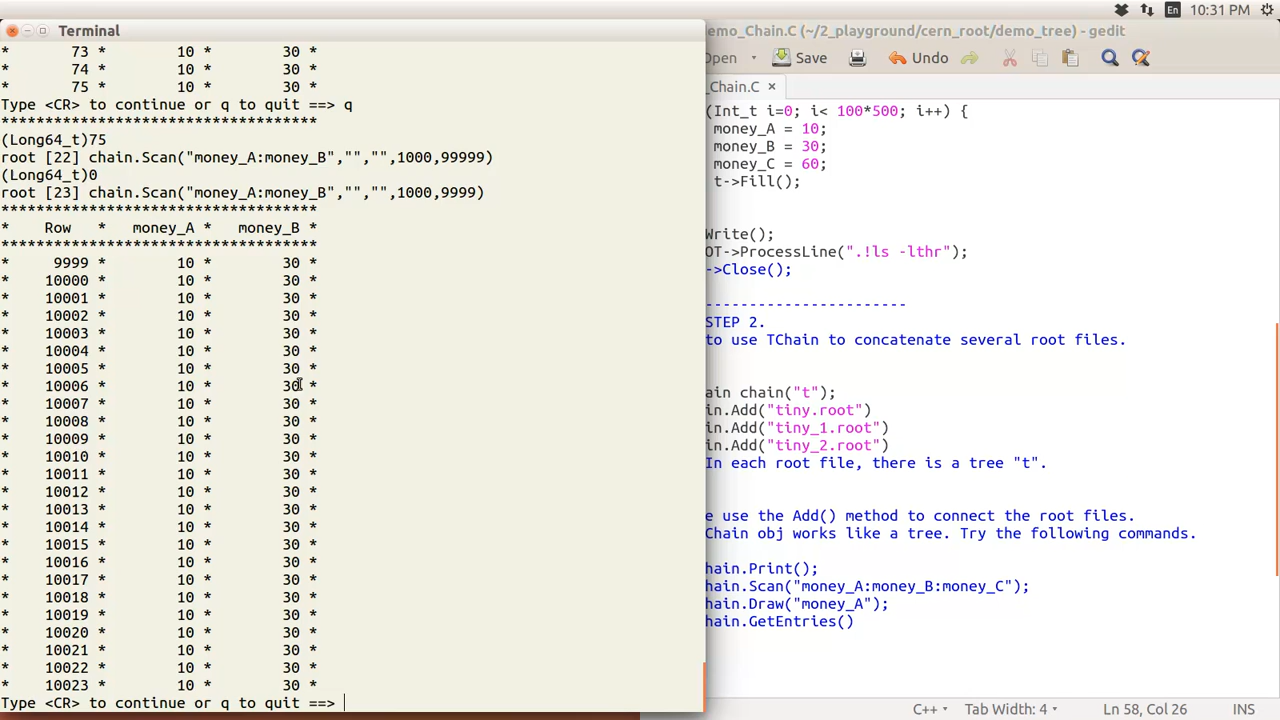 En 10:31 PM
Terminal
* 73 * 10 * 30 *
* 74 * 10 * 30 *
* 75 * 10 * 30 *
Type <CR> to continue or q to quit ==> q
************************************
(Long64_t)75
root [22] chain.Scan("money_A:money_B","","",1000,99999)
(Long64_t)0
root [23] chain.Scan("money_A:money_B","","",1000,9999)
************************************
* Row * money_A * money_B *
************************************
* 9999 * 10 * 30 *
* 10000 * 10 * 30 *
* 10001 * 10 * 30 *
* 10002 * 10 * 30 *
* 10003 * 10 * 30 *
* 10004 * 10 * 30 *
* 10005 * 10 * 30 *
* 10006 * 10 * 30 *
* 10007 * 10 * 30 *
* 10008 * 10 * 30 *
* 10009 * 10 * 30 *
* 10010 * 10 * 30 *
* 10011 * 10 * 30 *
* 10012 * 10 * 30 *
* 10013 * 10 * 30 *
* 10014 * 10 * 30 *
* 10015 * 10 * 30 *
* 10016 * 10 * 30 *
* 10017 * 10 * 30 *
* 10018 * 10 * 30 *
* 10019 * 10 * 30 *
* 10020 * 10 * 30 *
* 10021 * 10 * 30 *
* 10022 * 10 * 30 *
* 10023 * 10 * 30 *
Type <CR> to continue or q to quit ==>
emo_Chain.C (~/2_playground/cern_root/demo_tree) - gedit
Open Save Undo
_Chain.C ×
(Int_t i=0; i< 100*500; i++) {
money_A = 10;
money_B = 30;
money_C = 60;
t->Fill();
Write();
OT->ProcessLine(".!ls -lthr");
->Close();
-----------------------
STEP 2.
to use TChain to concatenate several root files.
ain chain("t");
in.Add("tiny.root")
in.Add("tiny_1.root")
in.Add("tiny_2.root")
In each root file, there is a tree "t".
e use the Add() method to connect the root files.
Chain obj works like a tree. Try the following commands.
hain.Print();
hain.Scan("money_A:money_B:money_C");
hain.Draw("money_A");
hain.GetEntries()
C++ Tab Width: 4 Ln 58, Col 26 INS